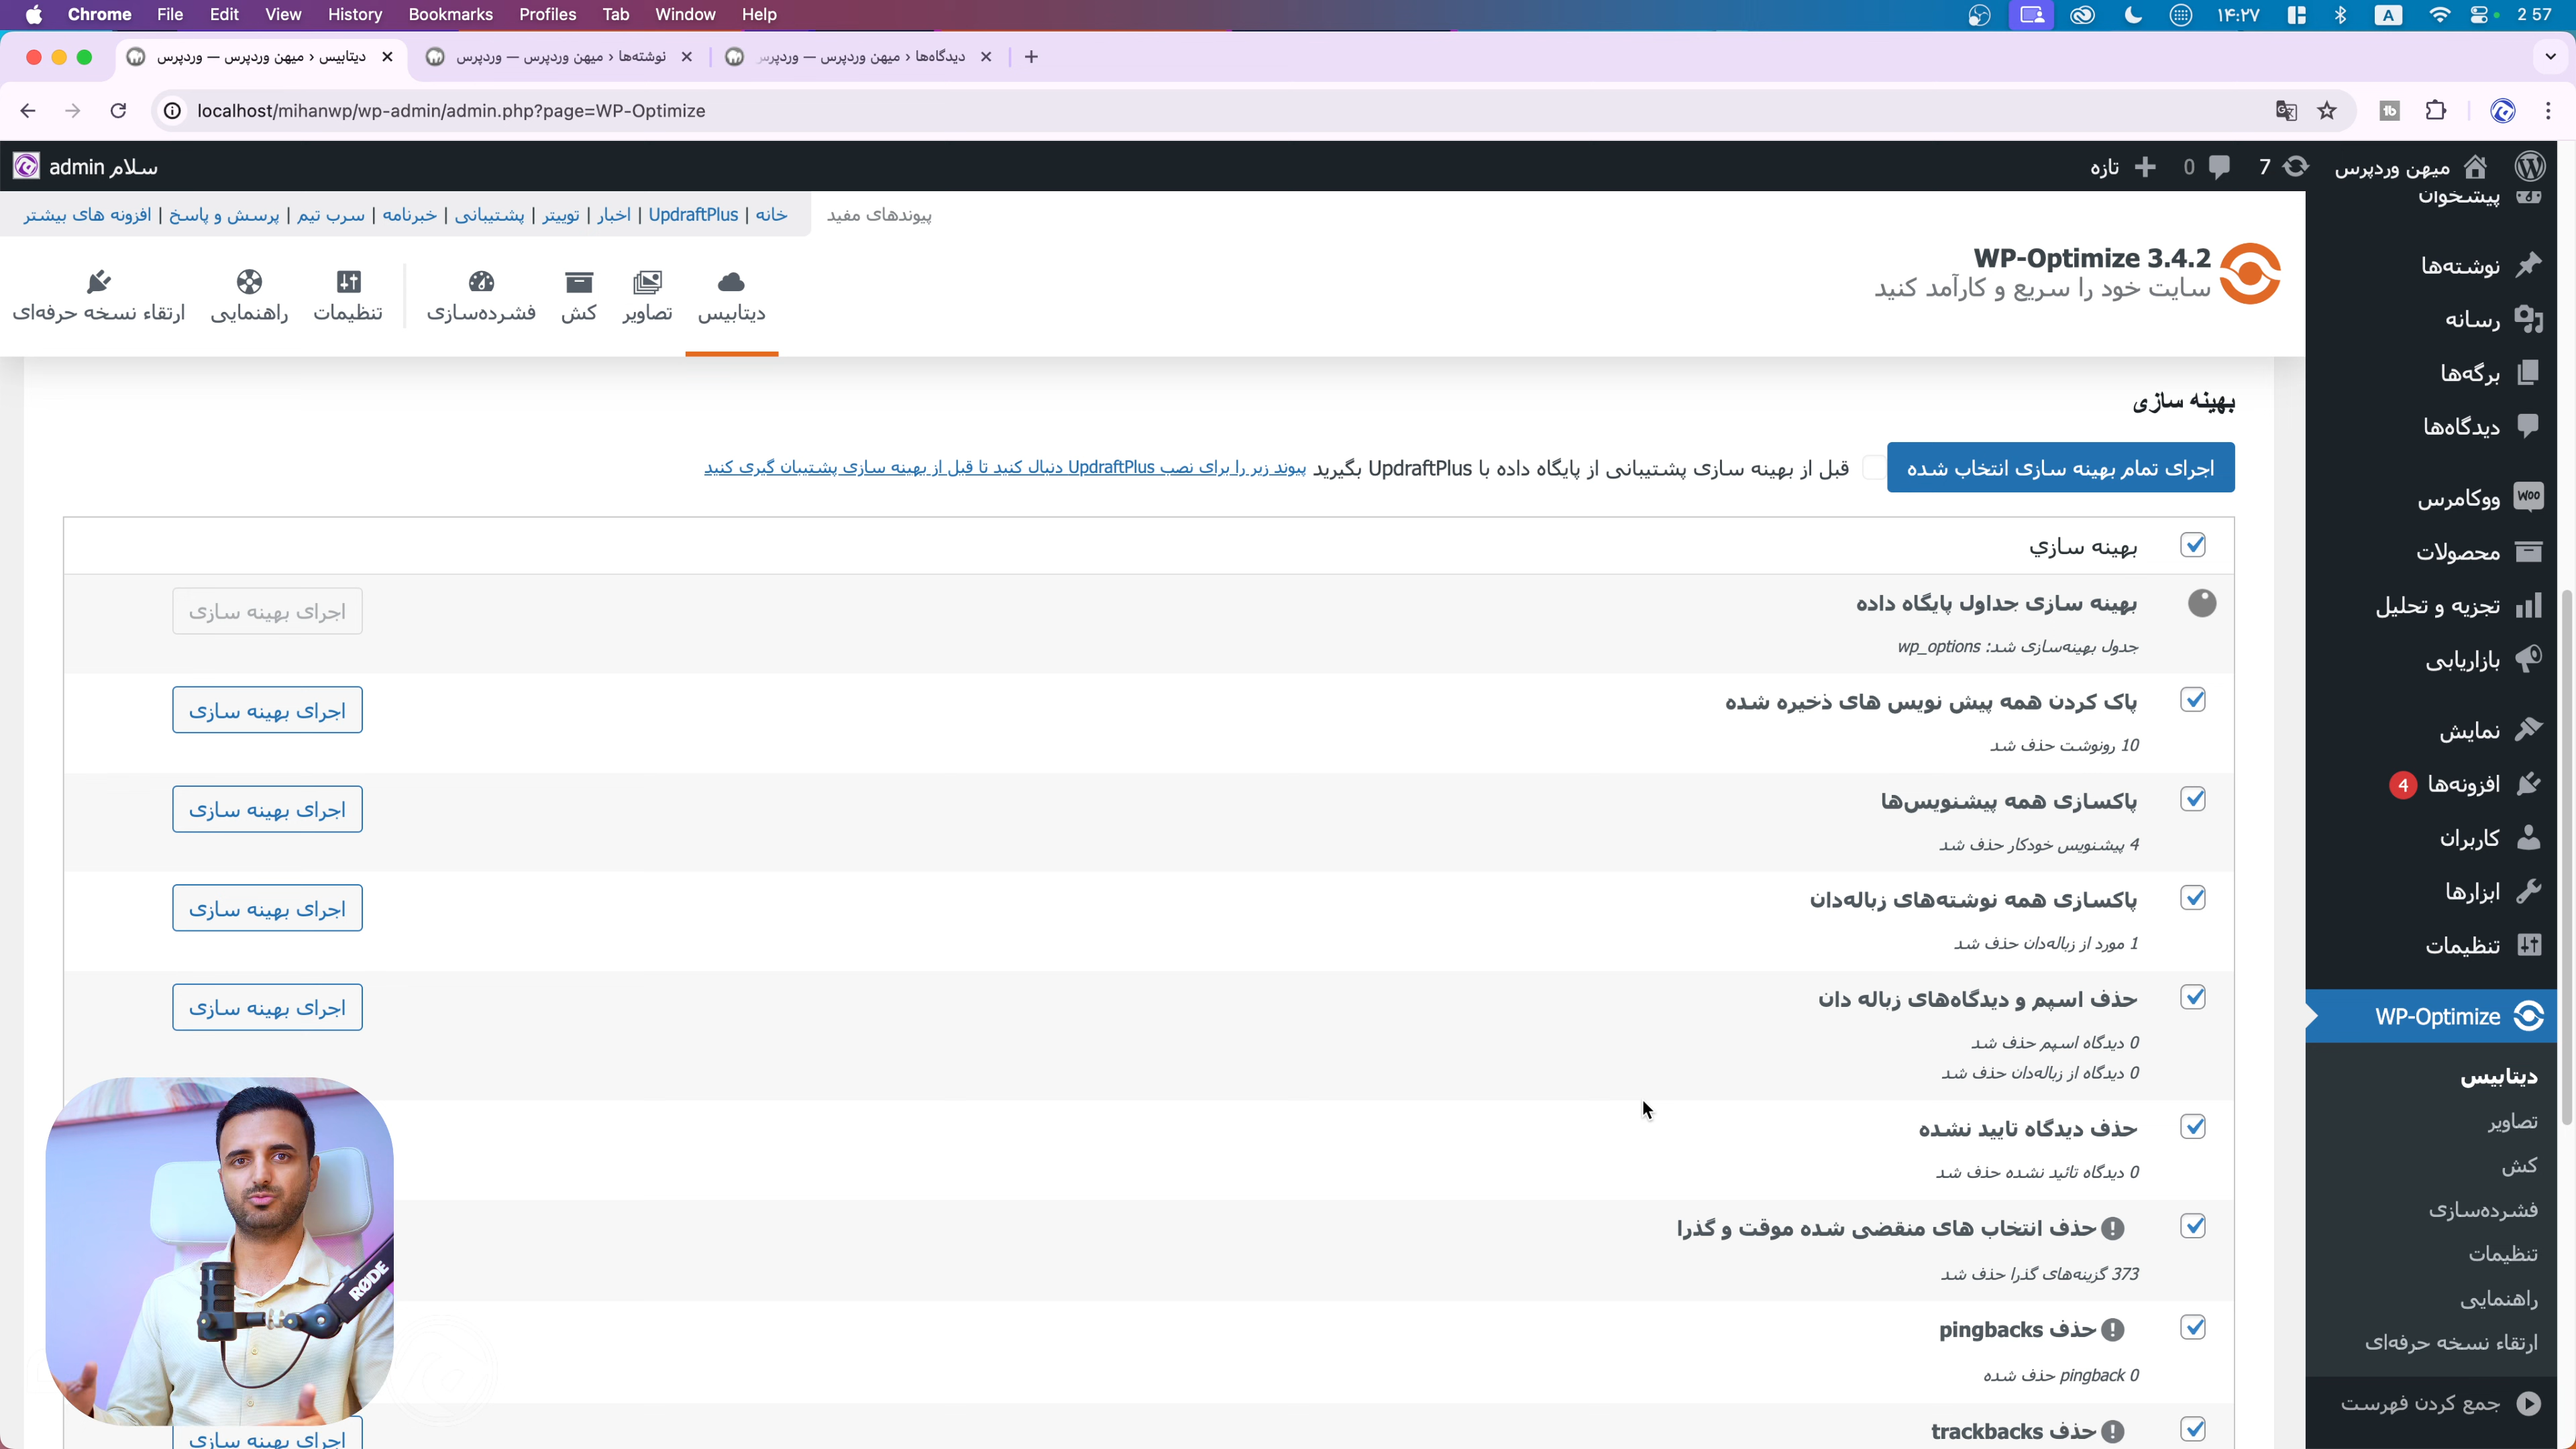 Chrome File Edit View History Bookmarks Profiles Tab Window Help
۱۴:۲۷ A 2 57
دیتابیس ‹ میهن وردپرس — وردپرس
نوشته‌ها ‹ میهن وردپرس — وردپرس
دیدگاه‌ها ‹ میهن وردپرس — وردپرس
localhost/mihanwp/wp-admin/admin.php?page=WP-Optimize
میهن وردپرس 7 0 تازه
سلام admin
پیوندهای مفید
خانه | UpdraftPlus | اخبار | توییتر | پشتیبانی | خبرنامه | سرب تیم | پرسش و پاسخ | افزونه های بیشتر
WP-Optimize 3.4.2
سایت خود را سریع و کارآمد کنید
دیتابیس
تصاویر
کش
فشرده‌سازی
تنظیمات
راهنمایی
ارتقاء نسخه حرفه‌ای
پیشخوان
نوشته‌ها
رسانه
برگه‌ها
دیدگاه‌ها
ووکامرس
محصولات
تجزیه و تحلیل
بازاریابی
نمایش
افزونه‌ها 4
کاربران
ابزارها
تنظیمات
WP-Optimize
دیتابیس
تصاویر
کش
فشرده‌سازی
تنظیمات
راهنمایی
ارتقاء نسخه حرفه‌ای
جمع کردن فهرست
بهینه سازی
اجرای تمام بهینه سازی انتخاب شده
قبل از بهینه سازی پشتیبانی از پایگاه داده با UpdraftPlus بگیرید پیوند زیر را برای نصب UpdraftPlus دنبال کنید تا قبل از بهینه سازی پشتیبان گیری کنید
بهینه سازي
بهینه سازی جداول پایگاه داده
جدول بهینه‌سازی شد: wp_options
اجرای بهینه سازی
پاک کردن همه پیش نویس های ذخیره شده
10 رونوشت حذف شد
اجرای بهینه سازی
پاکسازی همه پیشنویس‌ها
4 پیشنویس خودکار حذف شد
اجرای بهینه سازی
پاکسازی همه نوشته‌های زباله‌دان
1 مورد از زباله‌دان حذف شد
اجرای بهینه سازی
حذف اسپم و دیدگاه‌های زباله دان
0 دیدگاه اسپم حذف شد
0 دیدگاه از زباله‌دان حذف شد
اجرای بهینه سازی
حذف دیدگاه تایید نشده
0 دیدگاه تائید نشده حذف شد
حذف انتخاب های منقضی شده موقت و گذرا
373 گزینه‌های گذرا حذف شد
حذف pingbacks
0 pingback حذف شده
حذف trackbacks
اجرای بهینه سازی
RØDE